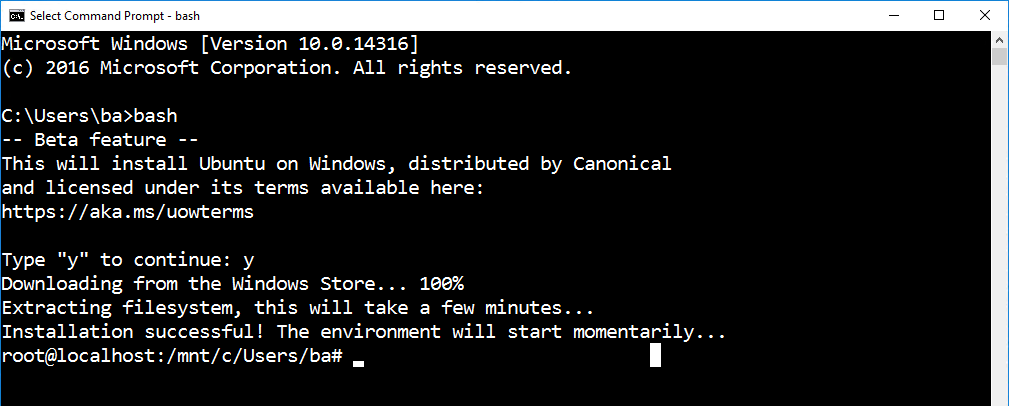 Select Command Prompt - bash
Microsoft Windows [Version 10.0.14316]
(c) 2016 Microsoft Corporation. All rights reserved.
C:\Users\ba>bash
-- Beta feature --
This will install Ubuntu on Windows, distributed by Canonical
and licensed under its terms available here:
https://aka.ms/uowterms
Type "y" to continue: y
Downloading from the Windows Store... 100%
Extracting filesystem, this will take a few minutes...
Installation successful! The environment will start momentarily...
root@localhost:/mnt/c/Users/ba#